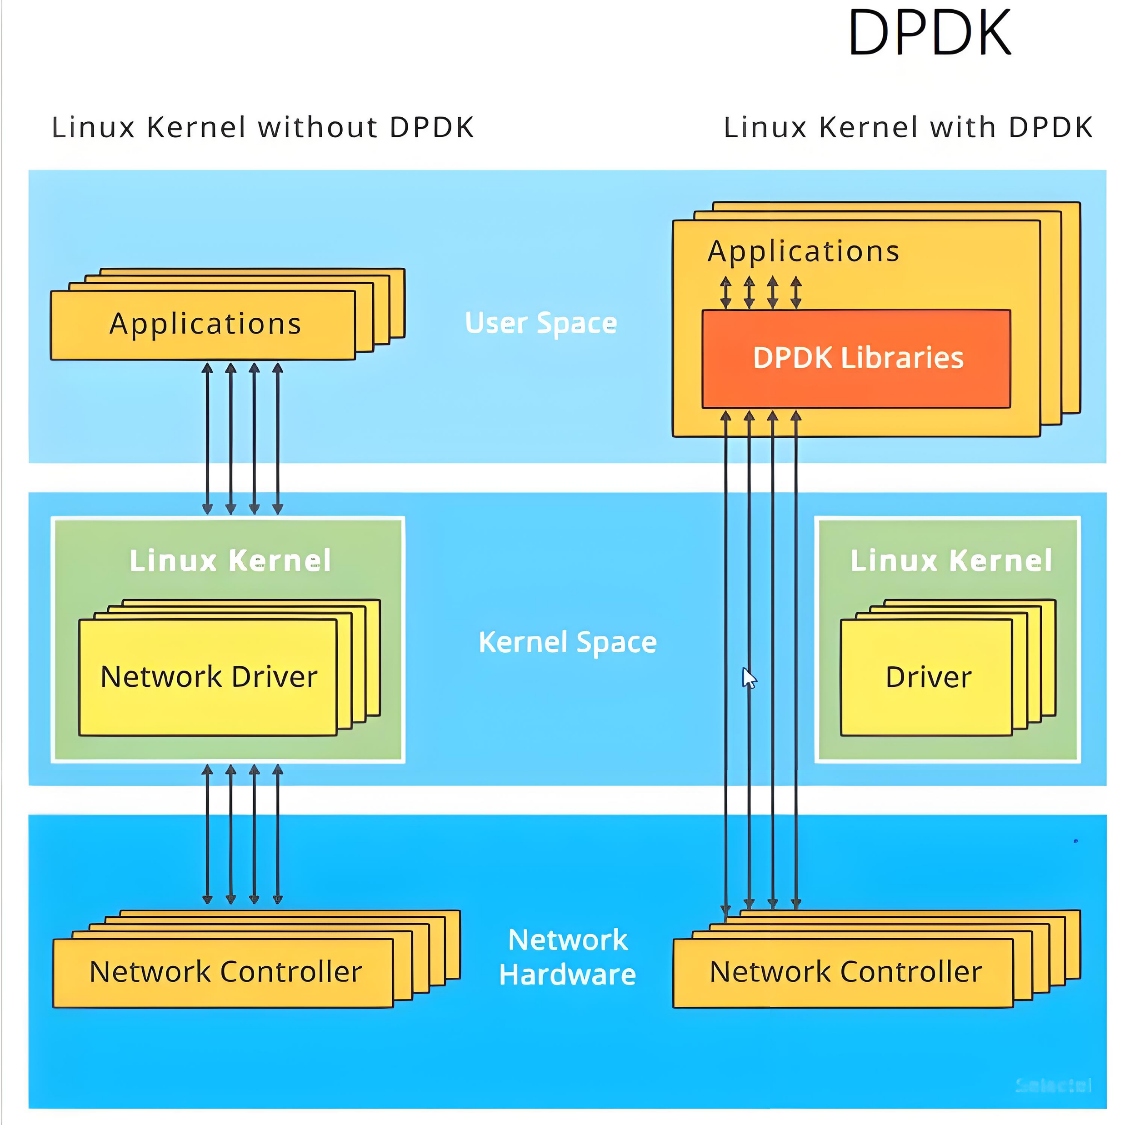 DPDK
Linux Kernel without DPDK
Linux Kernel with DPDK
Applications
User Space
Applications
DPDK Libraries
Linux Kernel
Network Driver
Kernel Space
Linux Kernel
Driver
Network Controller
Network
Hardware
Network Controller
Selectel